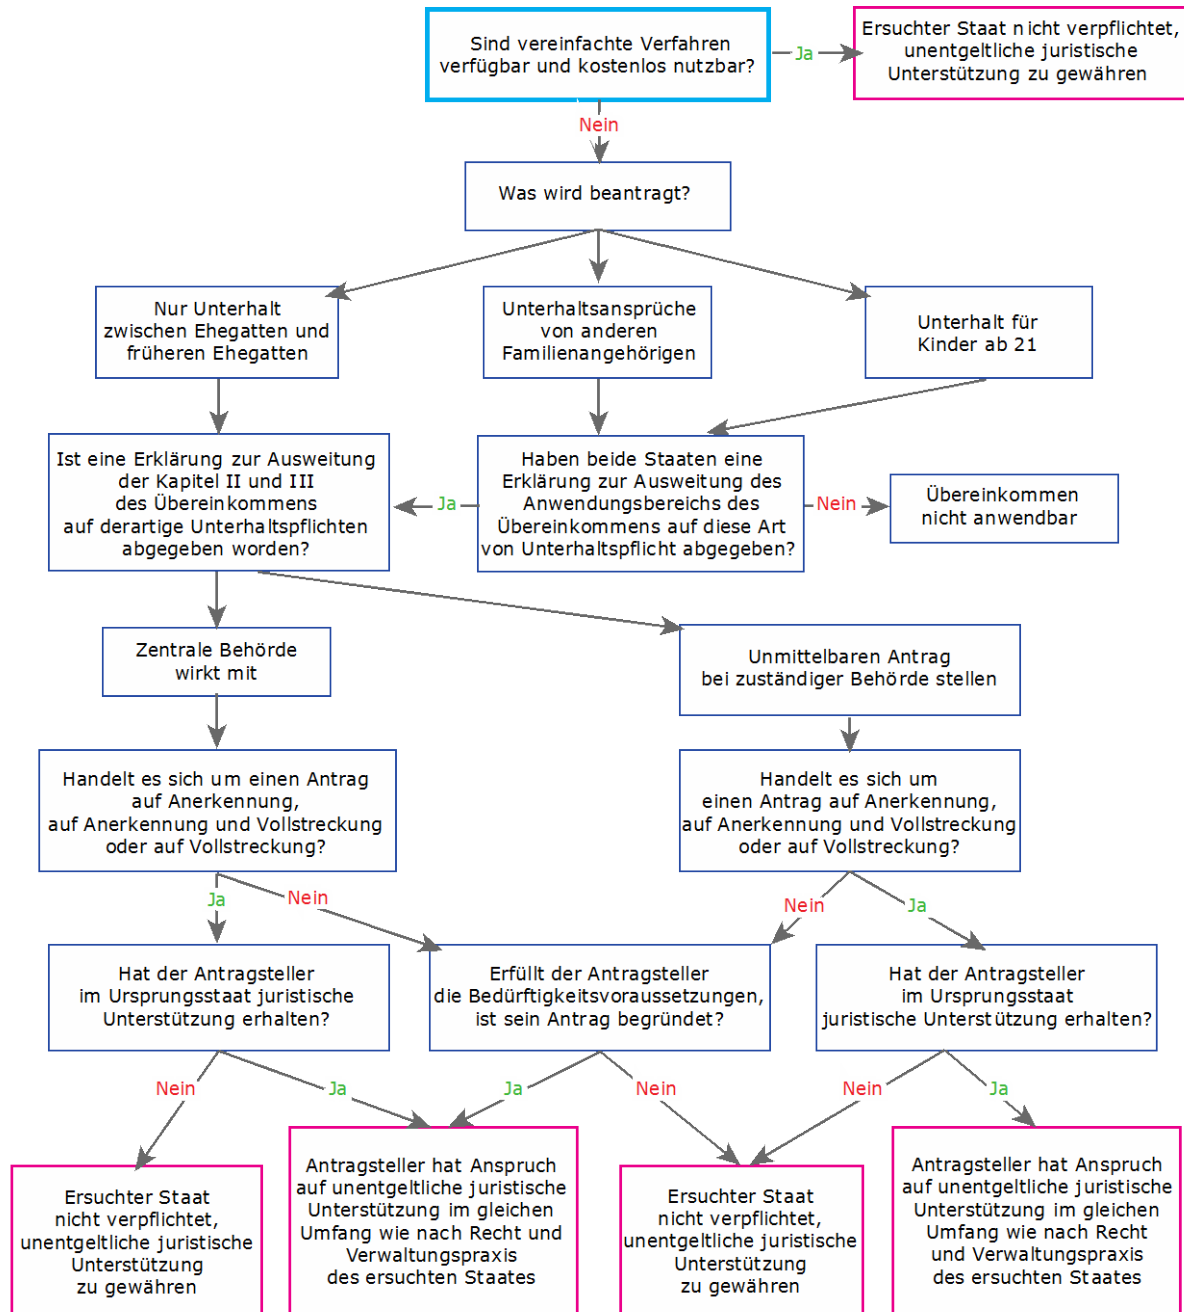 Sind vereinfachte Verfahren
verfügbar und kostenlos nutzbar?
Ja
Ersuchter Staat nicht verpflichtet,
unentgeltliche juristische
Unterstützung zu gewähren
Nein
Was wird beantragt?
Nur Unterhalt
zwischen Ehegatten und
früheren Ehegatten
Unterhaltsansprüche
von anderen
Familienangehörigen
Unterhalt für
Kinder ab 21
Ist eine Erklärung zur Ausweitung
der Kapitel II und III
des Übereinkommens
auf derartige Unterhaltspflichten
abgegeben worden?
Ja
Haben beide Staaten eine
Erklärung zur Ausweitung des
Anwendungsbereichs des
Übereinkommens auf diese Art
von Unterhaltspflicht abgegeben?
Nein
Übereinkommen
nicht anwendbar
Zentrale Behörde
wirkt mit
Unmittelbaren Antrag
bei zuständiger Behörde stellen
Handelt es sich um einen Antrag
auf Anerkennung,
auf Anerkennung und Vollstreckung
oder auf Vollstreckung?
Handelt es sich um
einen Antrag auf Anerkennung,
auf Anerkennung und Vollstreckung
oder auf Vollstreckung?
Ja
Nein
Nein
Ja
Hat der Antragsteller
im Ursprungsstaat juristische
Unterstützung erhalten?
Erfüllt der Antragsteller
die Bedürftigkeitsvoraussetzungen,
ist sein Antrag begründet?
Hat der Antragsteller
im Ursprungsstaat
juristische Unterstützung erhalten?
Nein
Ja
Ja
Nein
Nein
Ja
Ersuchter Staat
nicht verpflichtet,
unentgeltliche juristische
Unterstützung
zu gewähren
Antragsteller hat Anspruch
auf unentgeltliche juristische
Unterstützung im gleichen
Umfang wie nach Recht und
Verwaltungspraxis
des ersuchten Staates
Ersuchter Staat
nicht verpflichtet,
unentgeltliche juristische
Unterstützung
zu gewähren
Antragsteller hat Anspruch
auf unentgeltliche juristische
Unterstützung im gleichen
Umfang wie nach Recht
und Verwaltungspraxis
des ersuchten Staates